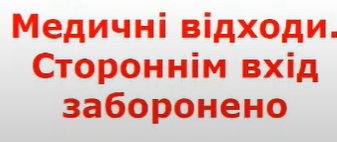 Медичні відходи.
Стороннім вхід
заборонено